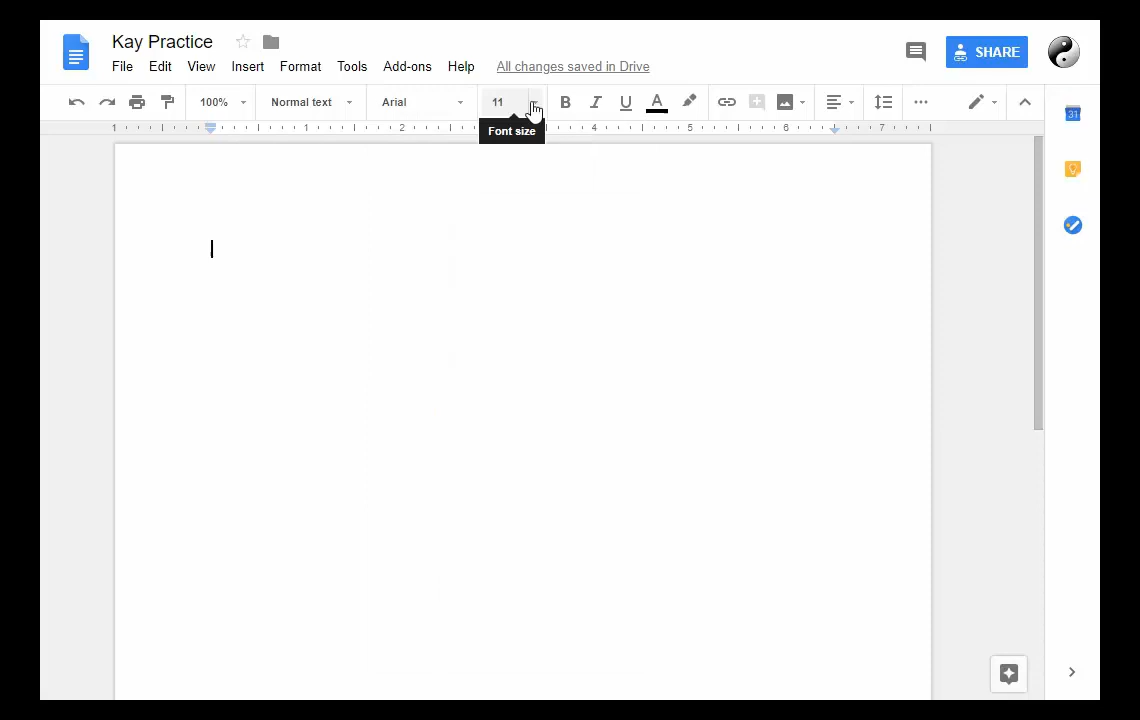 Kay Practice
File Edit View Insert Format Tools Add-ons Help All changes saved in Drive
SHARE
100% Normal text Arial 11 B I U A
31
1 1 2 4 5 6 7
Font size